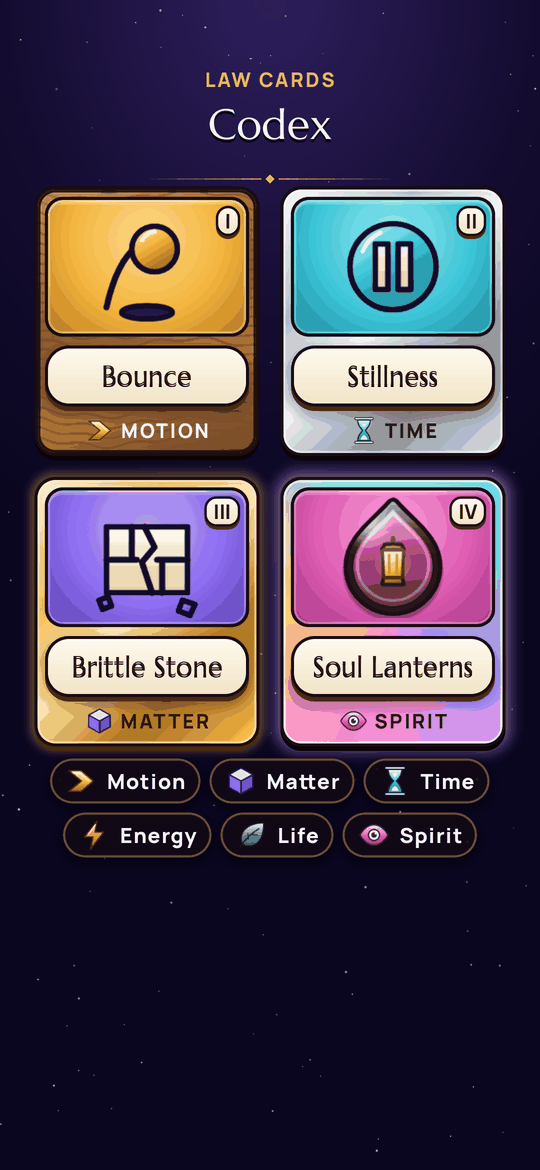 LAW CARDS
Codex
I
II
Bounce
Stillness
MOTION
TIME
III
IV
Brittle Stone
Soul Lanterns
MATTER
SPIRIT
Motion
Matter
Time
Energy
Life
Spirit